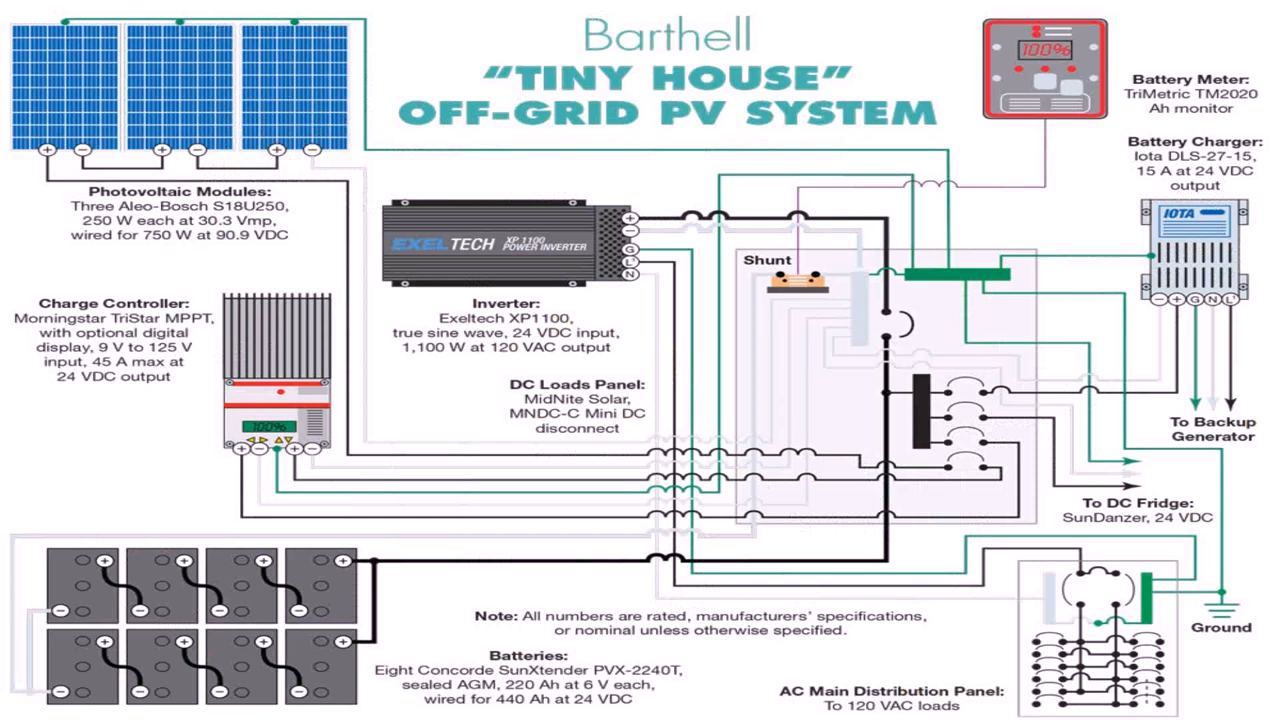 Barthell
“TINY HOUSE”
OFF-GRID PV SYSTEM
100%
Battery Meter:
TriMetric TM2020
Ah monitor
Battery Charger:
Iota DLS-27-15,
15 A at 24 VDC
output
IOTA
− + G N L¹
To Backup
Generator
+ − + − + −
Photovoltaic Modules:
Three Aleo-Bosch S18U250,
250 W each at 30.3 Vmp,
wired for 750 W at 90.9 VDC
EXELTECH XP 1100
POWER INVERTER
+
−
G
L¹
N
Inverter:
Exeltech XP1100,
true sine wave, 24 VDC input,
1,100 W at 120 VAC output
Shunt
Charge Controller:
Morningstar TriStar MPPT,
with optional digital
display, 9 V to 125 V
input, 45 A max at
24 VDC output
100%
+ − + −
DC Loads Panel:
MidNite Solar,
MNDC-C Mini DC
disconnect
To DC Fridge:
SunDanzer, 24 VDC
+ + + +
− − − −
+ + + +
− − − −
Note: All numbers are rated, manufacturers’ specifications,
or nominal unless otherwise specified.
Batteries:
Eight Concorde SunXtender PVX-2240T,
sealed AGM, 220 Ah at 6 V each,
wired for 440 Ah at 24 VDC
Ground
AC Main Distribution Panel:
To 120 VAC loads